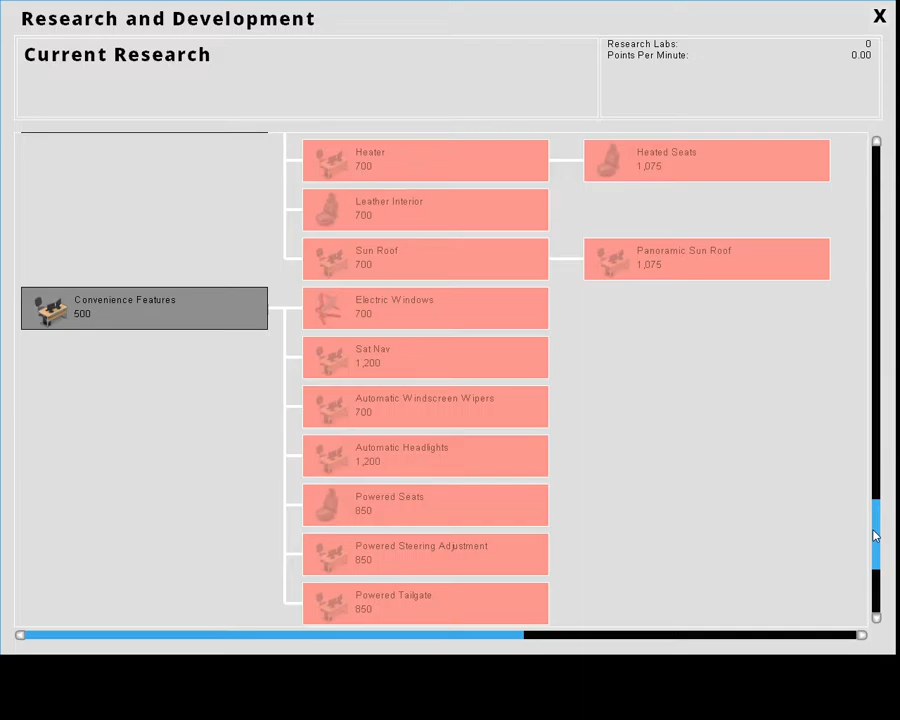 Research and Development
X
Current Research
Research Labs: 0
Points Per Minute: 0.00
Heater
700
Heated Seats
1,075
Leather Interior
700
Sun Roof
700
Panoramic Sun Roof
1,075
Convenience Features
500
Electric Windows
700
Sat Nav
1,200
Automatic Windscreen Wipers
700
Automatic Headlights
1,200
Powered Seats
850
Powered Steering Adjustment
850
Powered Tailgate
850